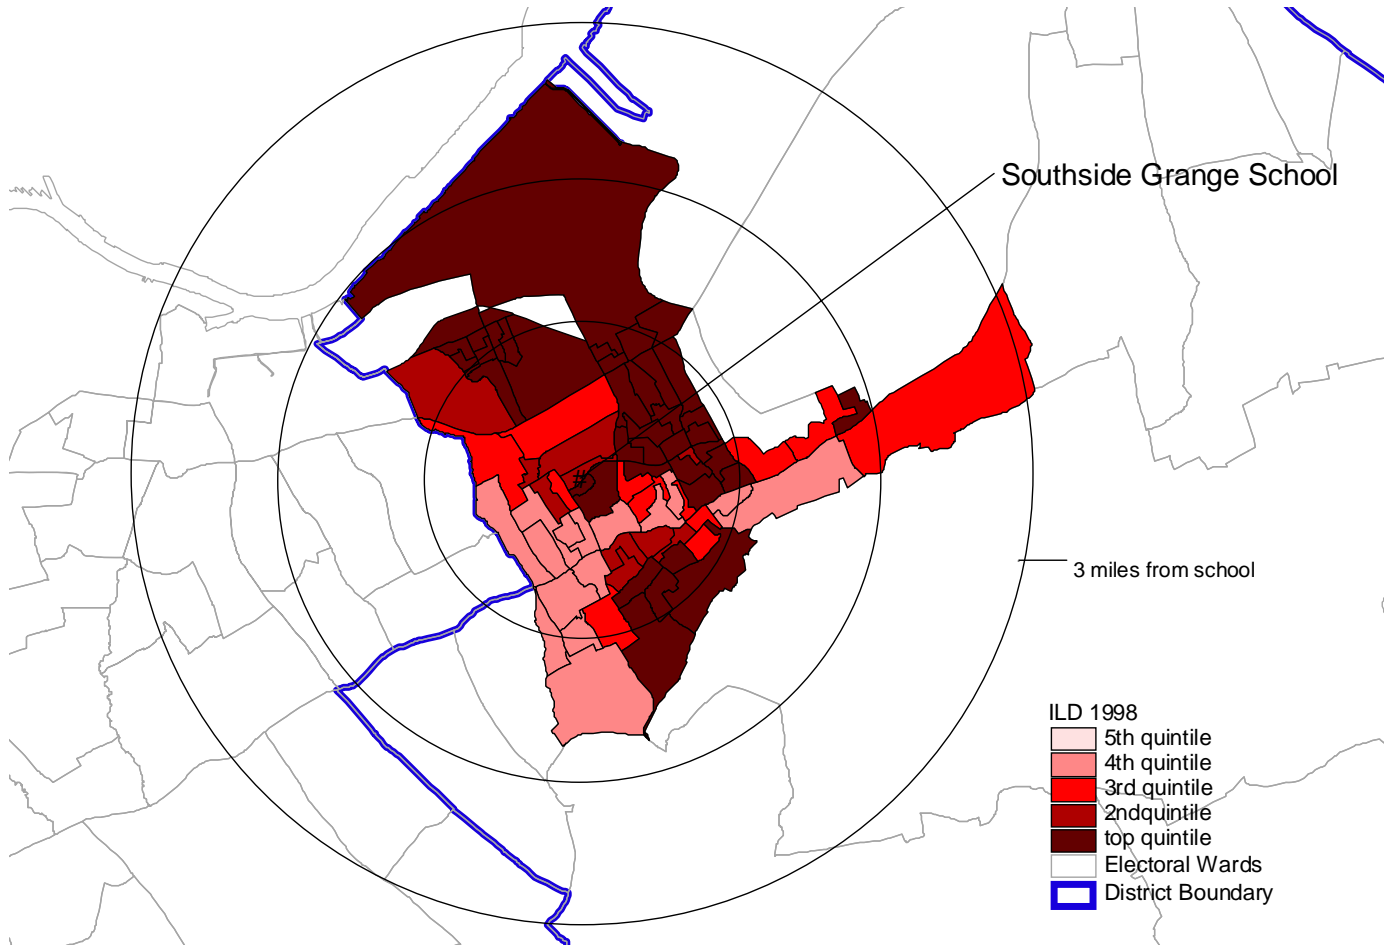 Southside Grange School
3 miles from school
ILD 1998
5th quintile
4th quintile
3rd quintile
2ndquintile
top quintile
Electoral Wards
District Boundary
#